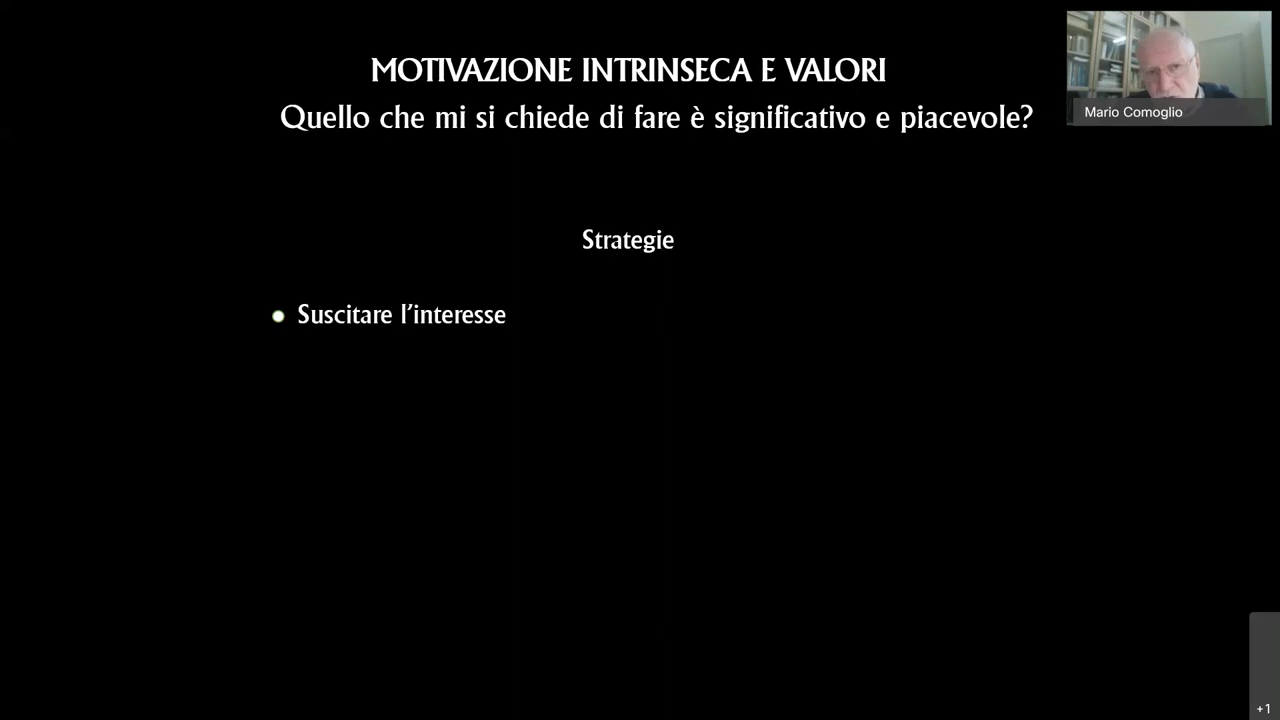 MOTIVAZIONE INTRINSECA E VALORI
Quello che mi si chiede di fare è significativo e piacevole?
Mario Comoglio
Strategie
Suscitare l’interesse
+1